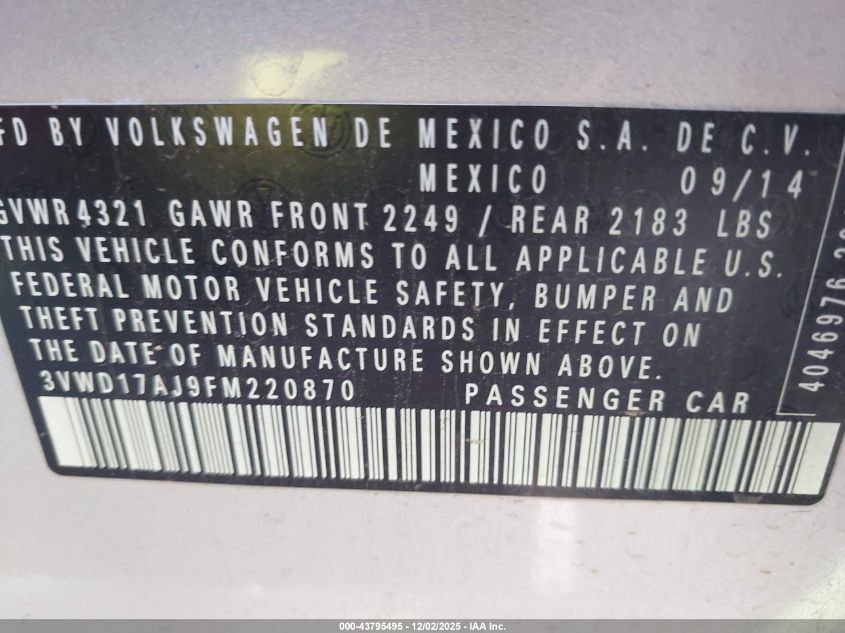 FD BY VOLKSWAGEN DE MEXICO S.A. DE C.V.
MEXICO 09/14
GVWR 4321 GAWR FRONT 2249 / REAR 2183 LBS
THIS VEHICLE CONFORMS TO ALL APPLICABLE U.S.
FEDERAL MOTOR VEHICLE SAFETY, BUMPER AND
THEFT PREVENTION STANDARDS IN EFFECT ON
THE DATE OF MANUFACTURE SHOWN ABOVE.
3VWD17AJ9FM220870 PASSENGER CAR
4046976
000-43795495 - 12/02/2025 - IAA Inc.